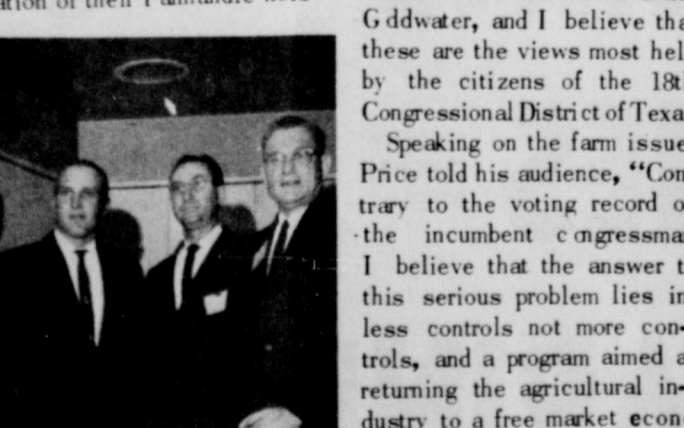 G ddwater, and I believe tha
these are the views most hel
by the citizens of the 18t
Congressional District of Texa
Speaking on the farm issue
Price told his audience, “Con
trary to the voting record o
the incumbent c ngressma
I believe that the answer t
this serious problem lies in
less controls not more con-
trols, and a program aimed a
returning the agricultural in-
dustry to a free market econ-